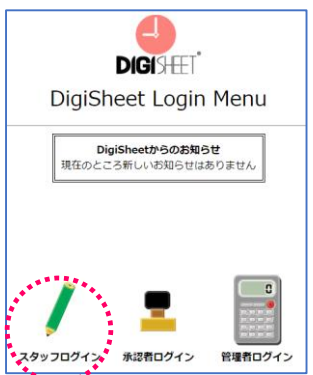 DIGISHEET
DigiSheet Login Menu
DigiSheetからのお知らせ
現在のところ新しいお知らせはありません
0
スタッフログイン 承認者ログイン 管理者ログイン